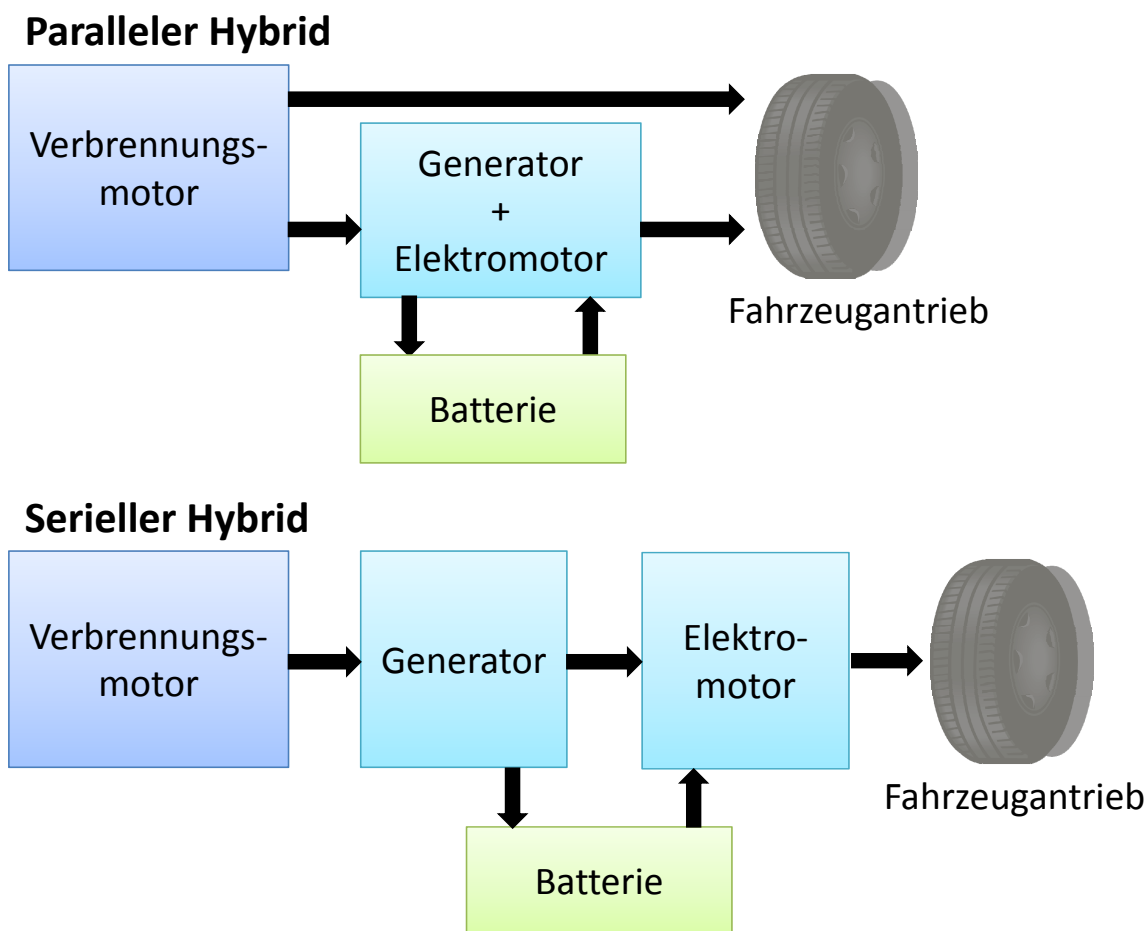 Paralleler Hybrid
Verbrennungs-
motor
Generator
+
Elektromotor
Fahrzeugantrieb
Batterie
Serieller Hybrid
Verbrennungs-
motor
Generator
Elektro-
motor
Fahrzeugantrieb
Batterie